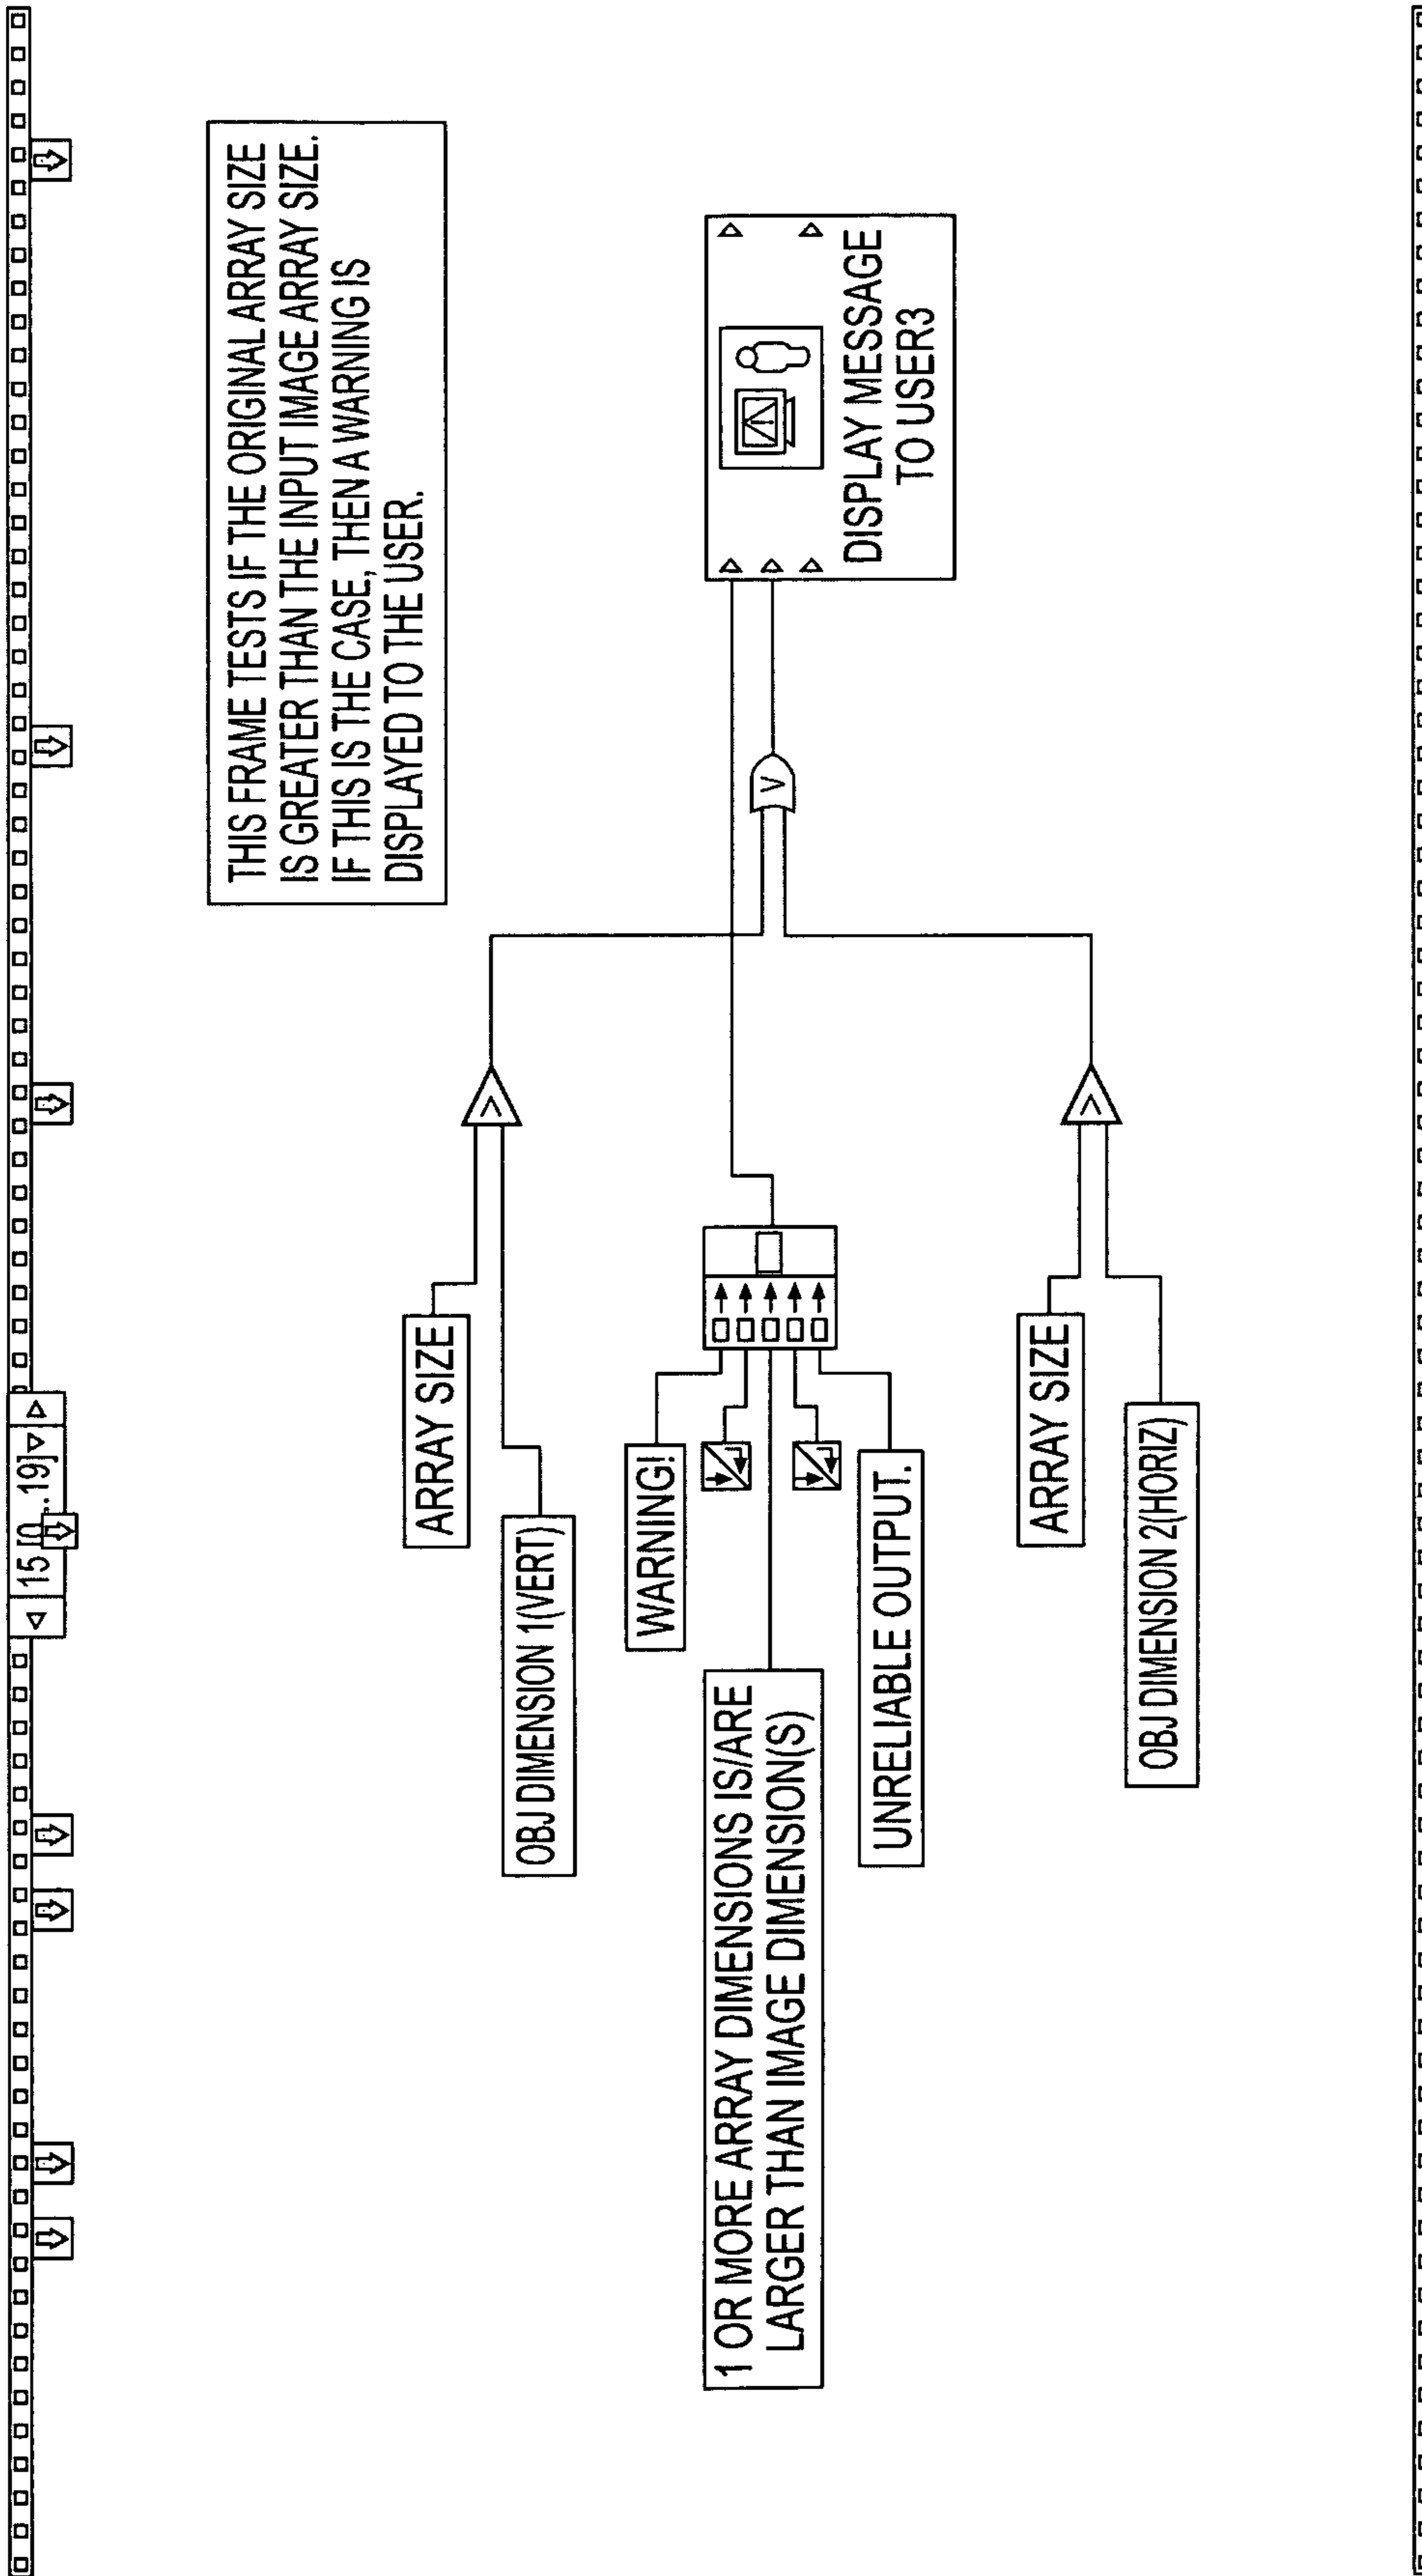 15 [0..19]
THIS FRAME TESTS IF THE ORIGINAL ARRAY SIZE
IS GREATER THAN THE INPUT IMAGE ARRAY SIZE.
IF THIS IS THE CASE, THEN A WARNING IS
DISPLAYED TO THE USER.
ARRAY SIZE
OBJ DIMENSION 1(VERT)
>
WARNING!
1 OR MORE ARRAY DIMENSIONS IS/ARE
LARGER THAN IMAGE DIMENSION(S)
UNRELIABLE OUTPUT.
V
DISPLAY MESSAGE
TO USER3
ARRAY SIZE
OBJ DIMENSION 2(HORIZ)
>